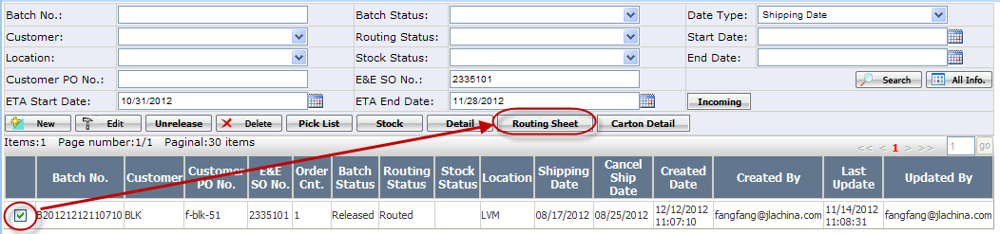 Batch No.: Batch Status: Date Type: Shipping Date
Customer: Routing Status: Start Date:
Location: Stock Status: End Date:
Customer PO No.: E&E SO No.: 2335101 Search All Info.
ETA Start Date: 10/31/2012 ETA End Date: 11/28/2012 Incoming
New Edit Unrelease Delete Pick List Stock Detail Routing Sheet Carton Detail
Items:1 Page number:1/1 Paginal:30 items << < 1 > >> 1 go
Batch No. Customer Customer PO No. E&E SO No. Order Cnt. Batch Status Routing Status Stock Status Location Shipping Date Cancel Ship Date Created Date Created By Last Update Updated By
B20121212110710 BLK f-blk-51 2335101 1 Released Routed LVM 08/17/2012 08/25/2012 12/12/2012 11:07:10 fangfang@jlachina.com 11/14/2012 11:08:31 fangfang@jlachina.com